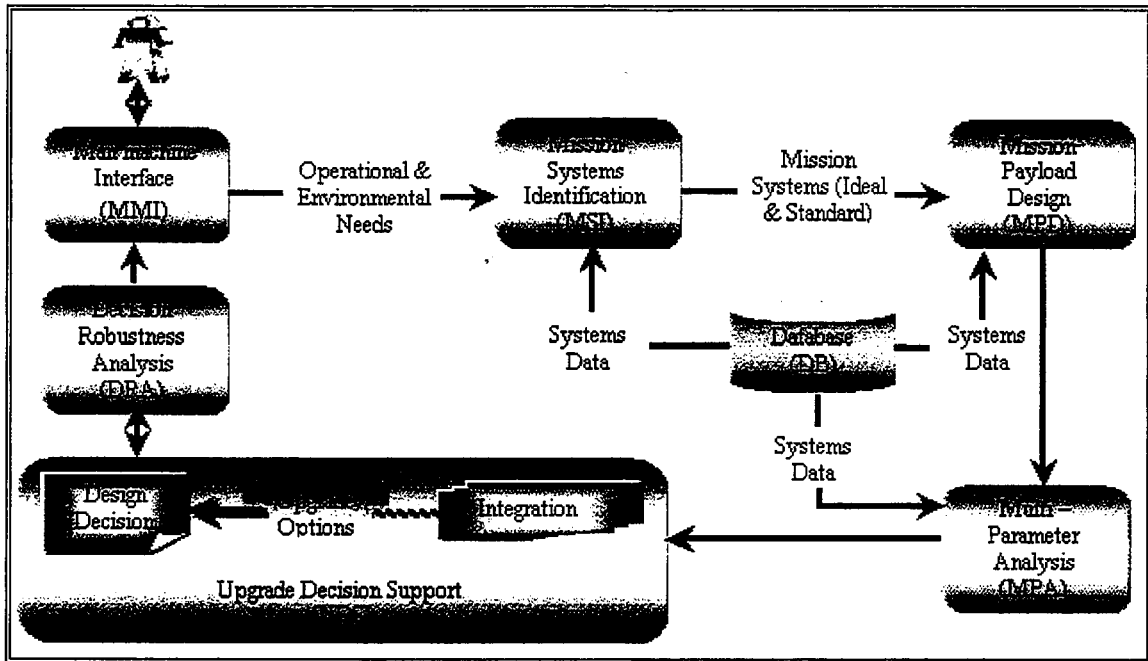 Man machine
Interface
(MMI)
Operational &
Environmental
Needs
Mission
Systems
Identification
(MSI)
Mission
Systems (Ideal
& Standard)
Mission
Payload
Design
(MPD)
Decision
Robustness
Analysis
(DRA)
Systems
Data
Database
(DB)
Systems
Data
Systems
Data
Design
Decision
Upgrade
Options
Integration
Upgrade Decision Support
Multi –
Parameter
Analysis
(MPA)